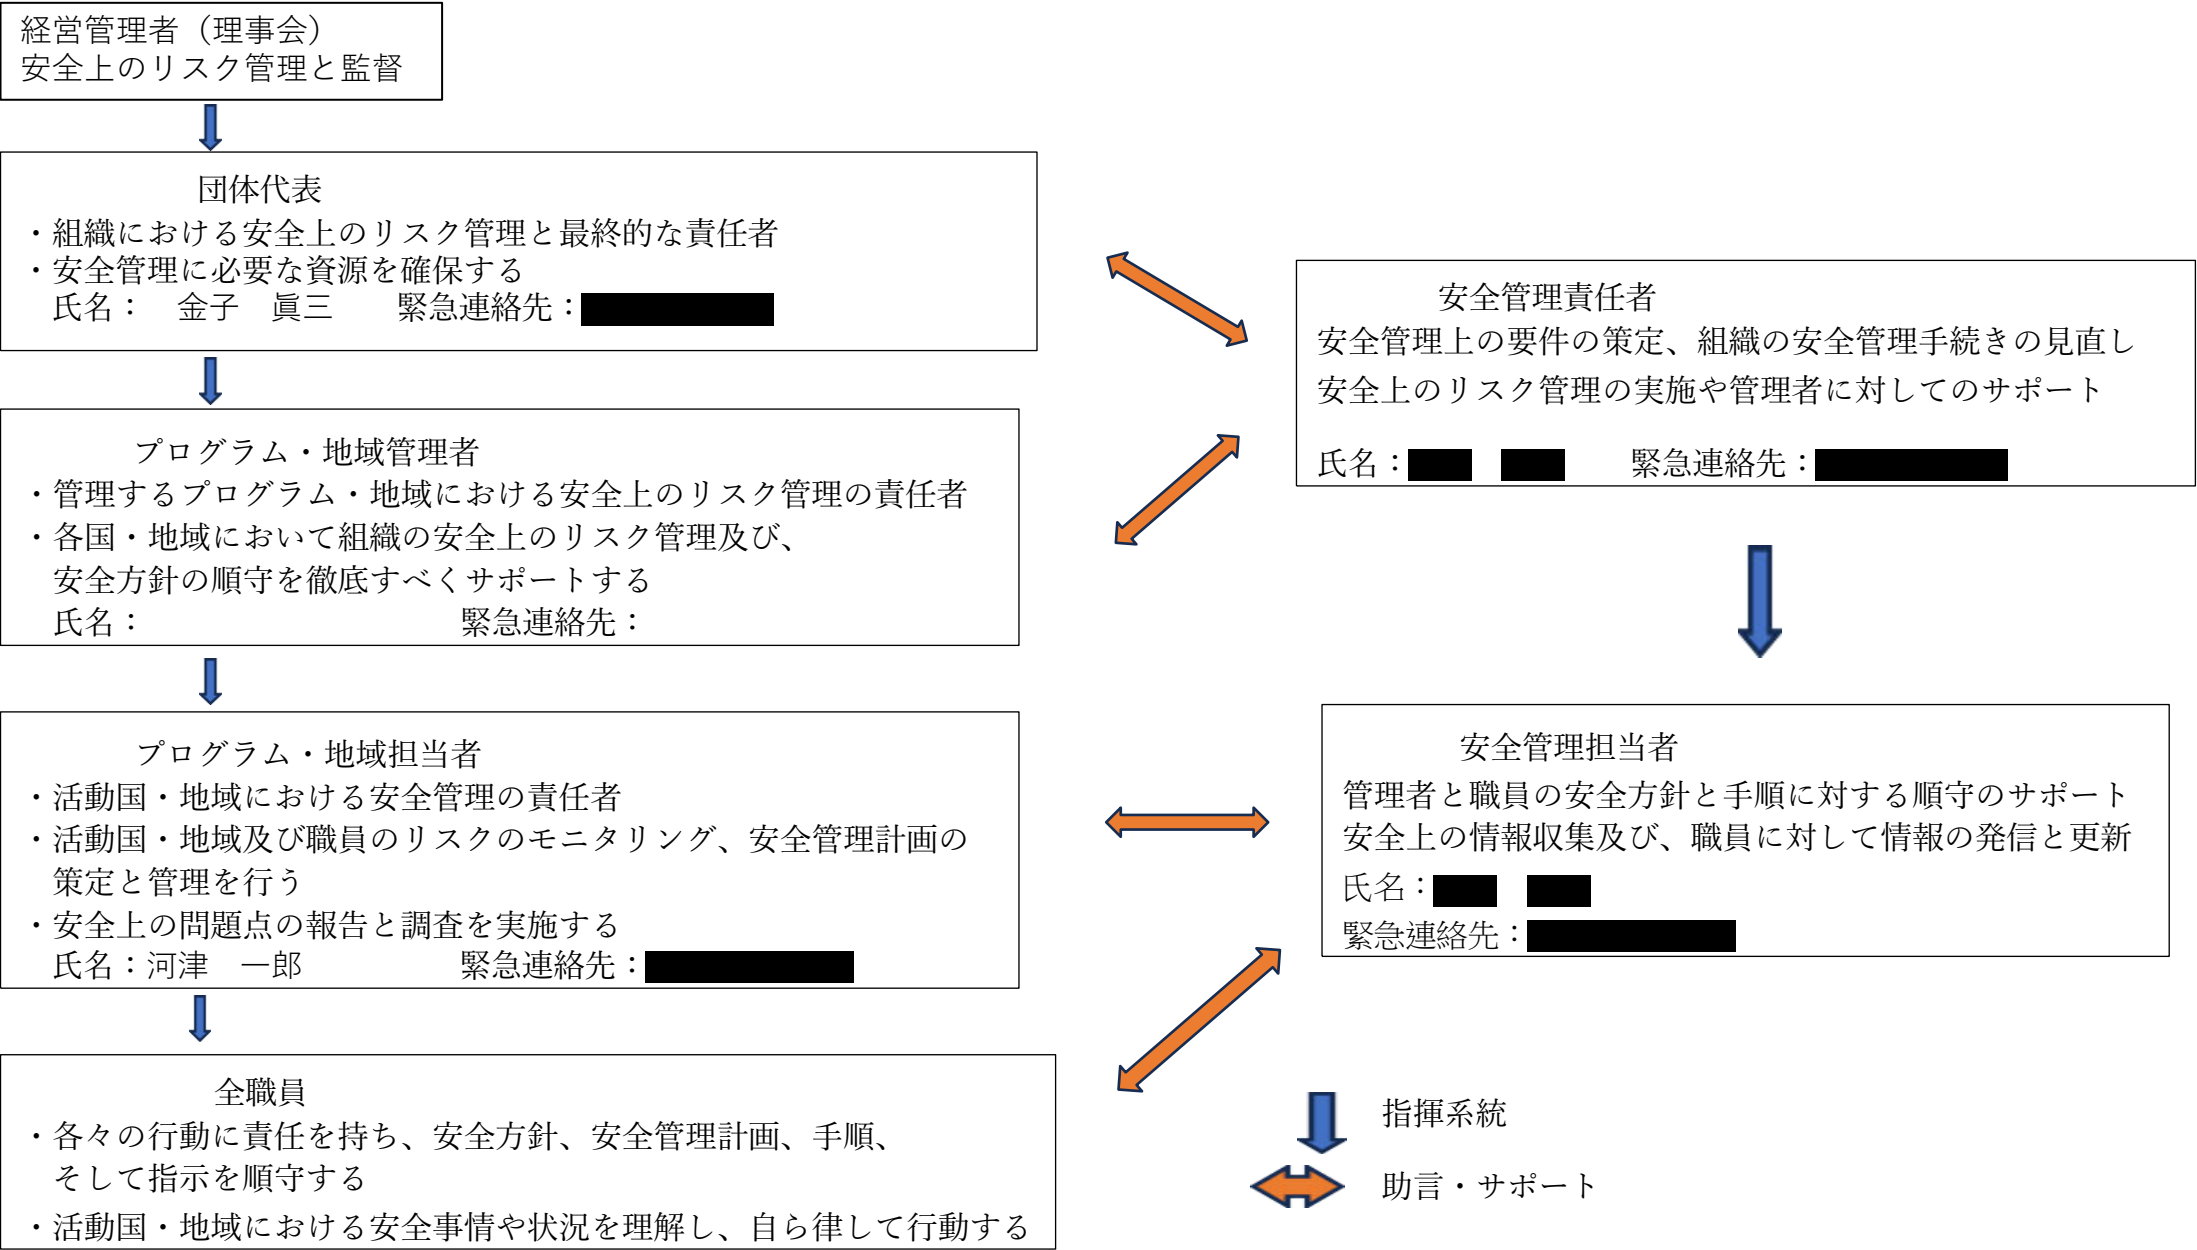 経営管理者（理事会）
安全上のリスク管理と監督
団体代表
・組織における安全上のリスク管理と最終的な責任者
・安全管理に必要な資源を確保する
氏名：　金子　眞三　　緊急連絡先：
プログラム・地域管理者
・管理するプログラム・地域における安全上のリスク管理の責任者
・各国・地域において組織の安全上のリスク管理及び、
安全方針の順守を徹底すべくサポートする
氏名：　　　　　　　　　　緊急連絡先：
プログラム・地域担当者
・活動国・地域における安全管理の責任者
・活動国・地域及び職員のリスクのモニタリング、安全管理計画の
策定と管理を行う
・安全上の問題点の報告と調査を実施する
氏名：河津　一郎　　　　　緊急連絡先：
全職員
・各々の行動に責任を持ち、安全方針、安全管理計画、手順、
そして指示を順守する
・活動国・地域における安全事情や状況を理解し、自ら律して行動する
安全管理責任者
安全管理上の要件の策定、組織の安全管理手続きの見直し
安全上のリスク管理の実施や管理者に対してのサポート
氏名：　　　　　　　緊急連絡先：
安全管理担当者
管理者と職員の安全方針と手順に対する順守のサポート
安全上の情報収集及び、職員に対して情報の発信と更新
氏名：
緊急連絡先：
指揮系統
助言・サポート